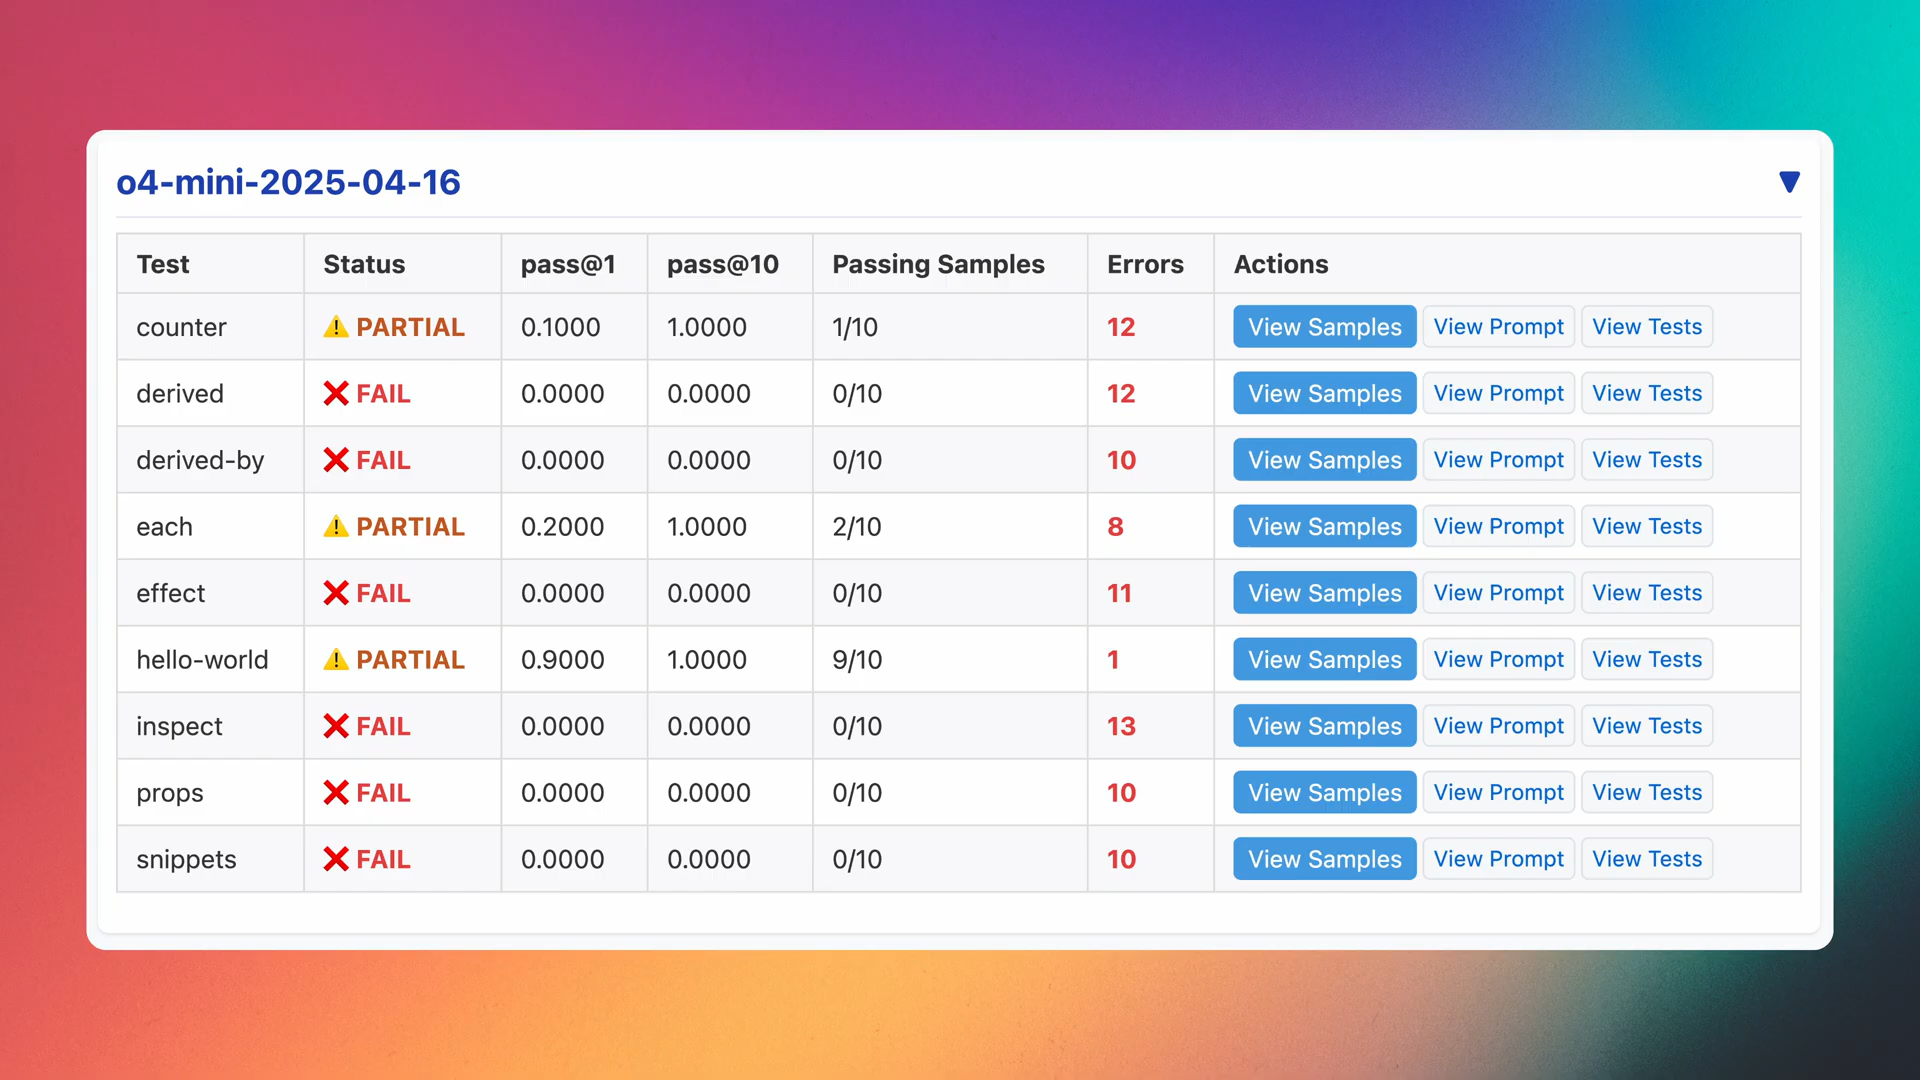 o4-mini-2025-04-16
Test Status pass@1 pass@10 Passing Samples Errors Actions
counter PARTIAL 0.1000 1.0000 1/10 12 View Samples View Prompt View Tests
derived FAIL 0.0000 0.0000 0/10 12 View Samples View Prompt View Tests
derived-by FAIL 0.0000 0.0000 0/10 10 View Samples View Prompt View Tests
each PARTIAL 0.2000 1.0000 2/10 8 View Samples View Prompt View Tests
effect FAIL 0.0000 0.0000 0/10 11 View Samples View Prompt View Tests
hello-world PARTIAL 0.9000 1.0000 9/10 1 View Samples View Prompt View Tests
inspect FAIL 0.0000 0.0000 0/10 13 View Samples View Prompt View Tests
props FAIL 0.0000 0.0000 0/10 10 View Samples View Prompt View Tests
snippets FAIL 0.0000 0.0000 0/10 10 View Samples View Prompt View Tests